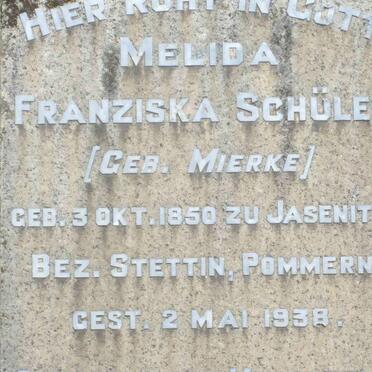 HIER RUHT IN GOTT
MELIDA
FRANZISKA SCHÜLE
[GEB. MIERKE]
GEB. 3 OKT. 1850 ZU JASENIT
BEZ. STETTIN, POMMERN
GEST. 2 MAI 1938.